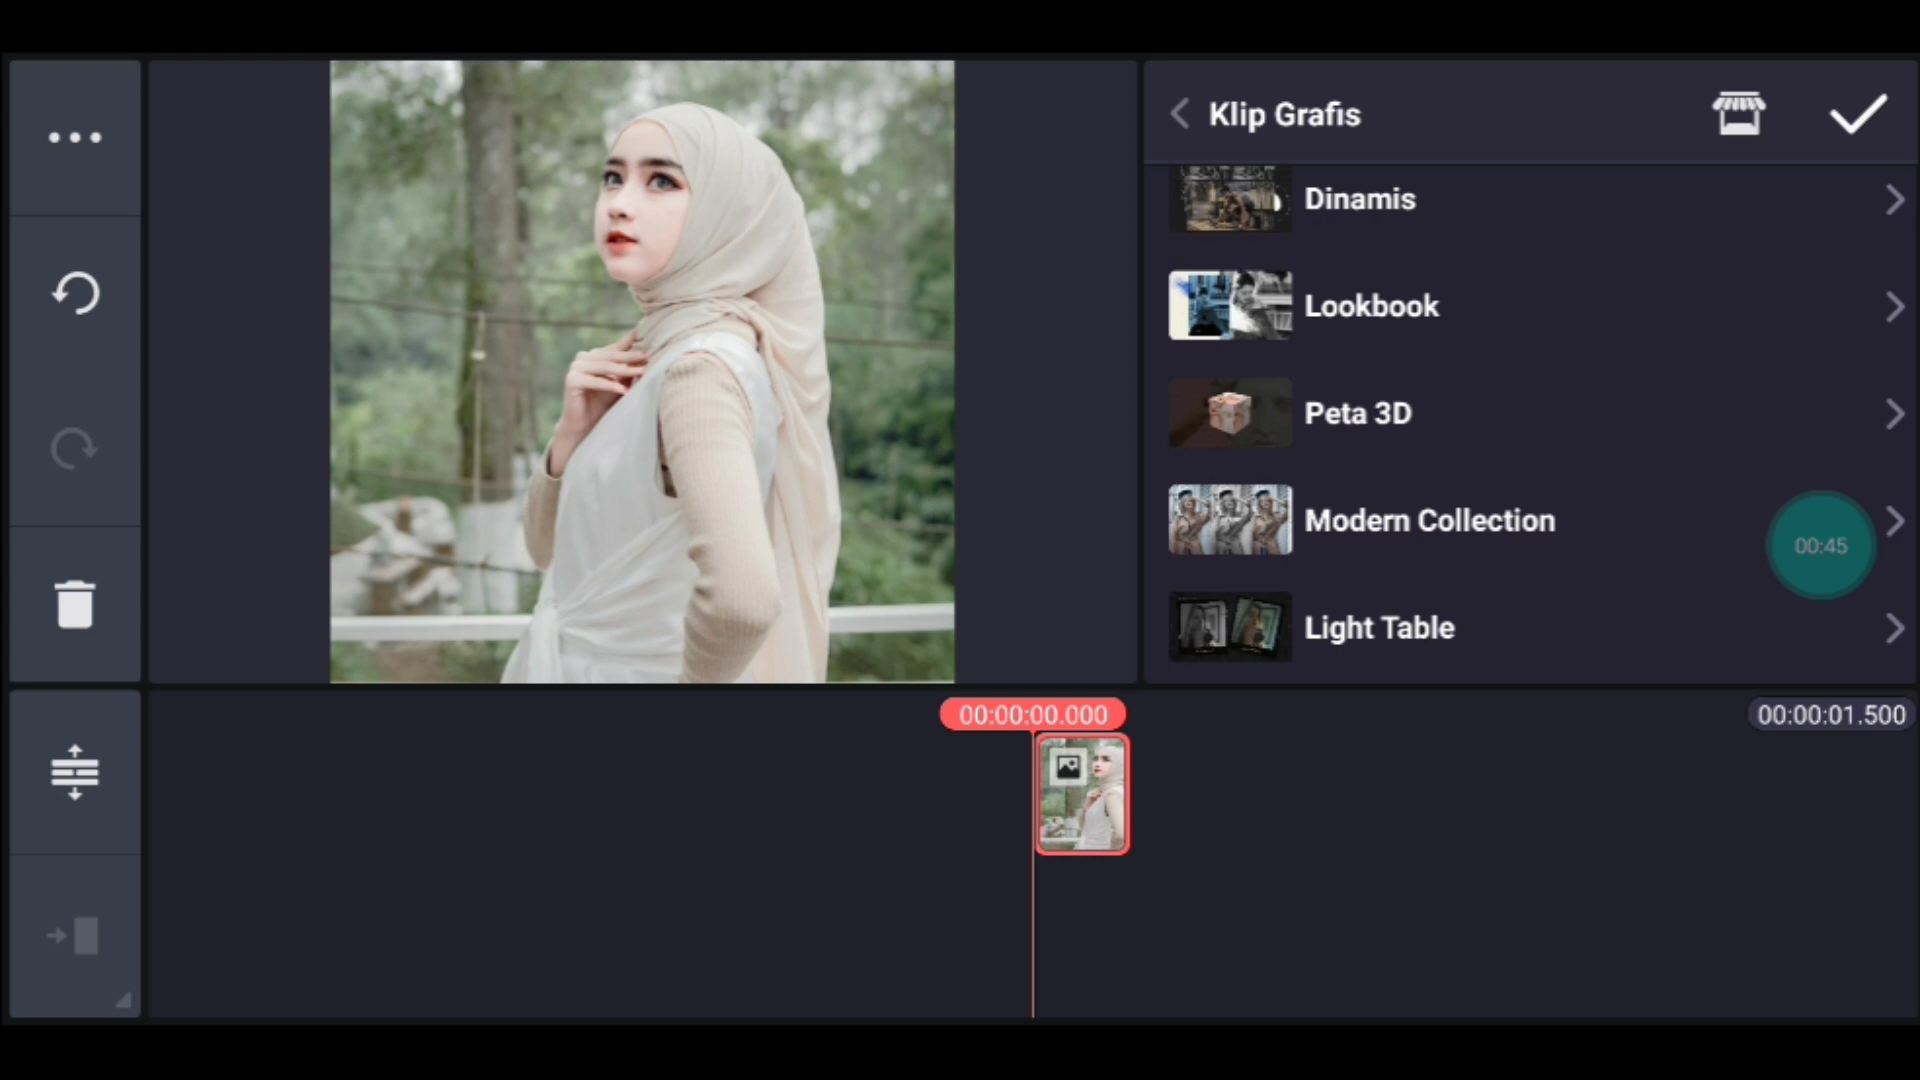 Klip Grafis
Dinamis
Lookbook
Peta 3D
Modern Collection
00:45
Light Table
00:00:00.000
00:00:01.500